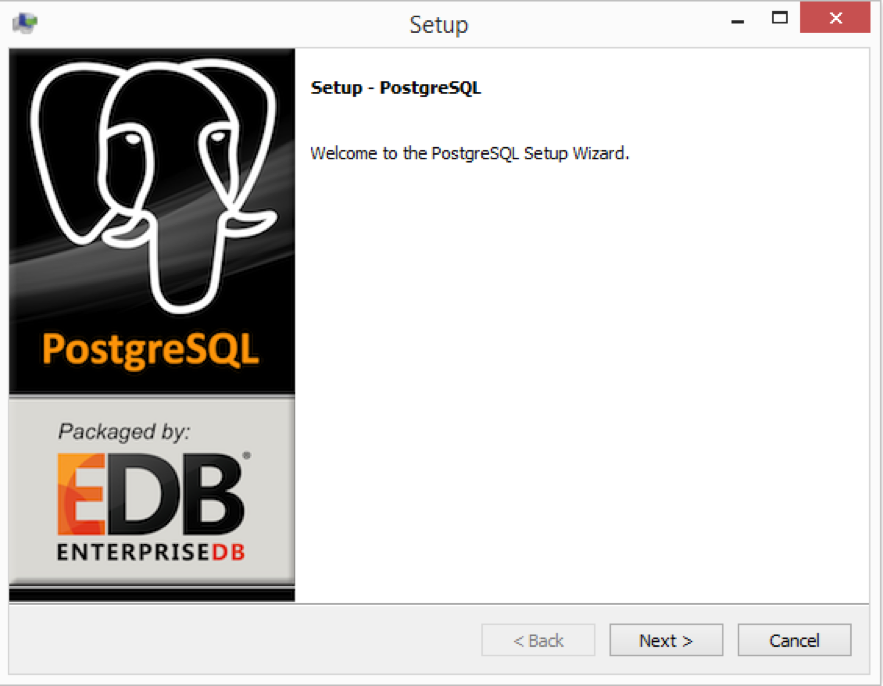 Setup
Setup - PostgreSQL
Welcome to the PostgreSQL Setup Wizard.
PostgreSQL
Packaged by:
EDB
ENTERPRISEDB
< Back
Next >
Cancel